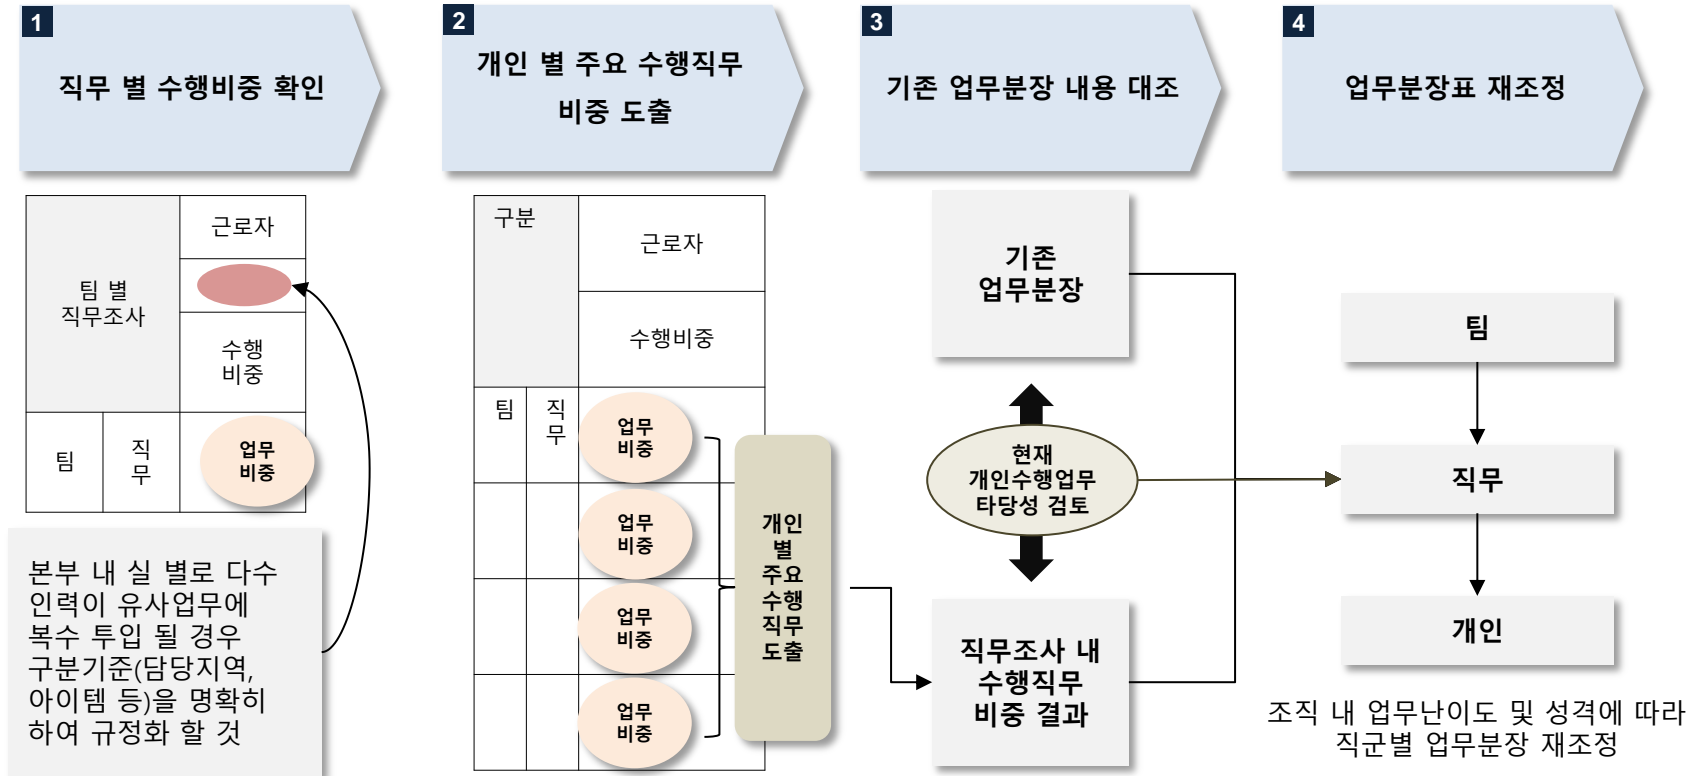 1
직무 별 수행비중 확인
2
개인 별 주요 수행직무
비중 도출
3
기존 업무분장 내용 대조
4
업무분장표 재조정
팀 별
직무조사
근로자
수행
비중
팀
직
무
업무
비중
본부 내 실 별로 다수
인력이 유사업무에
복수 투입 될 경우
구분기준(담당지역,
아이템 등)을 명확히
하여 규정화 할 것
구분
근로자
수행비중
팀
직
무
업무
비중
업무
비중
업무
비중
업무
비중
개인
별
주요
수행
직무
도출
기존
업무분장
현재
개인수행업무
타당성 검토
직무조사 내
수행직무
비중 결과
팀
직무
개인
조직 내 업무난이도 및 성격에 따라
직군별 업무분장 재조정